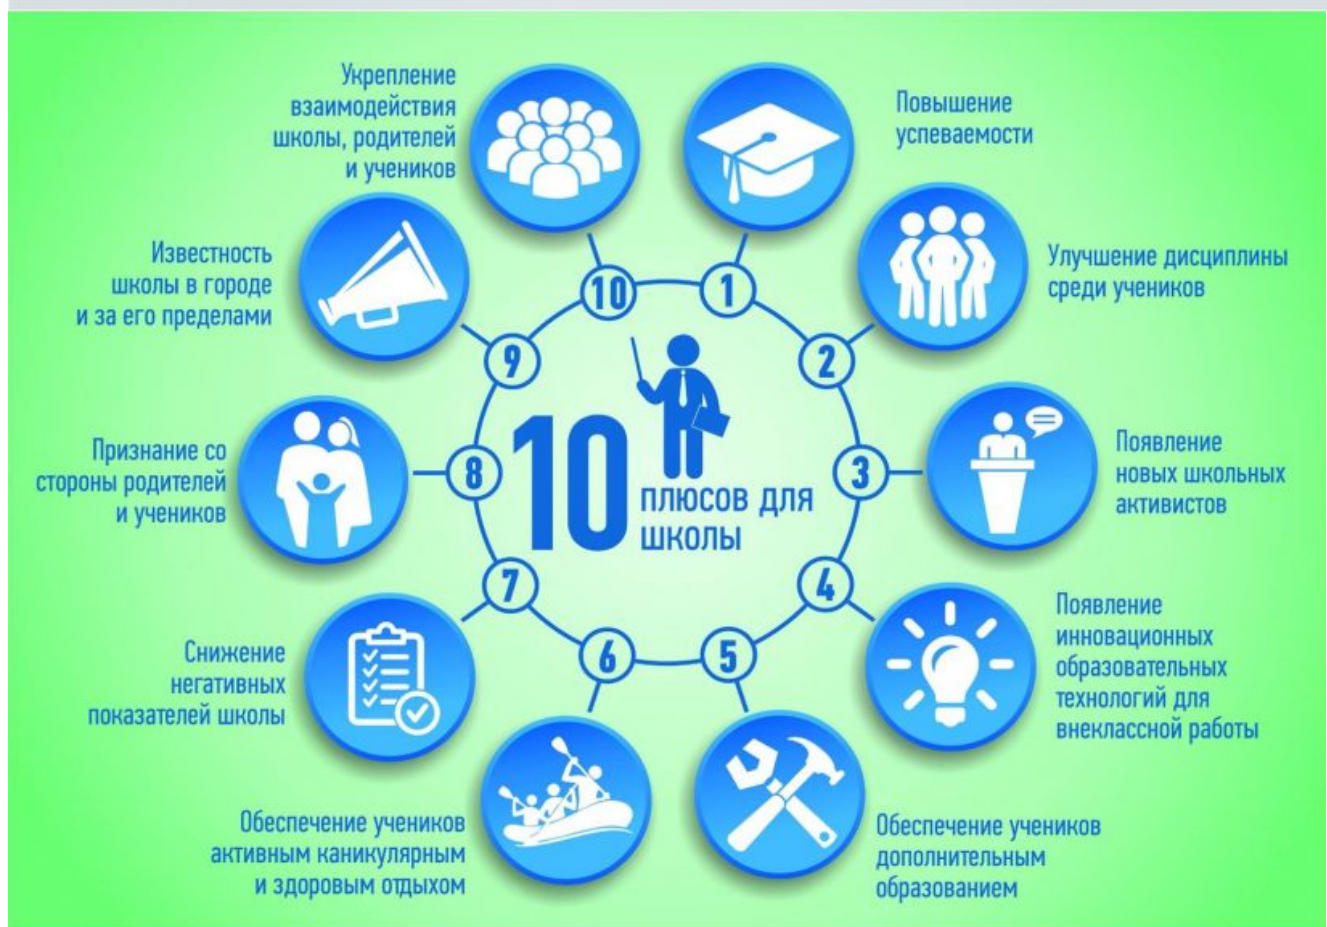 10
ПЛЮСОВ ДЛЯ
ШКОЛЫ
1
Повышение
успеваемости
2
Улучшение дисциплины
среди учеников
3
Появление
новых школьных
активистов
4
Появление
инновационных
образовательных
технологий для
внеклассной работы
5
Обеспечение учеников
дополнительным
образованием
6
Обеспечение учеников
активным каникулярным
и здоровым отдыхом
7
Снижение
негативных
показателей школы
8
Признание со
стороны родителей
и учеников
9
Известность
школы в городе
и за его пределами
10
Укрепление
взаимодействия
школы, родителей
и учеников